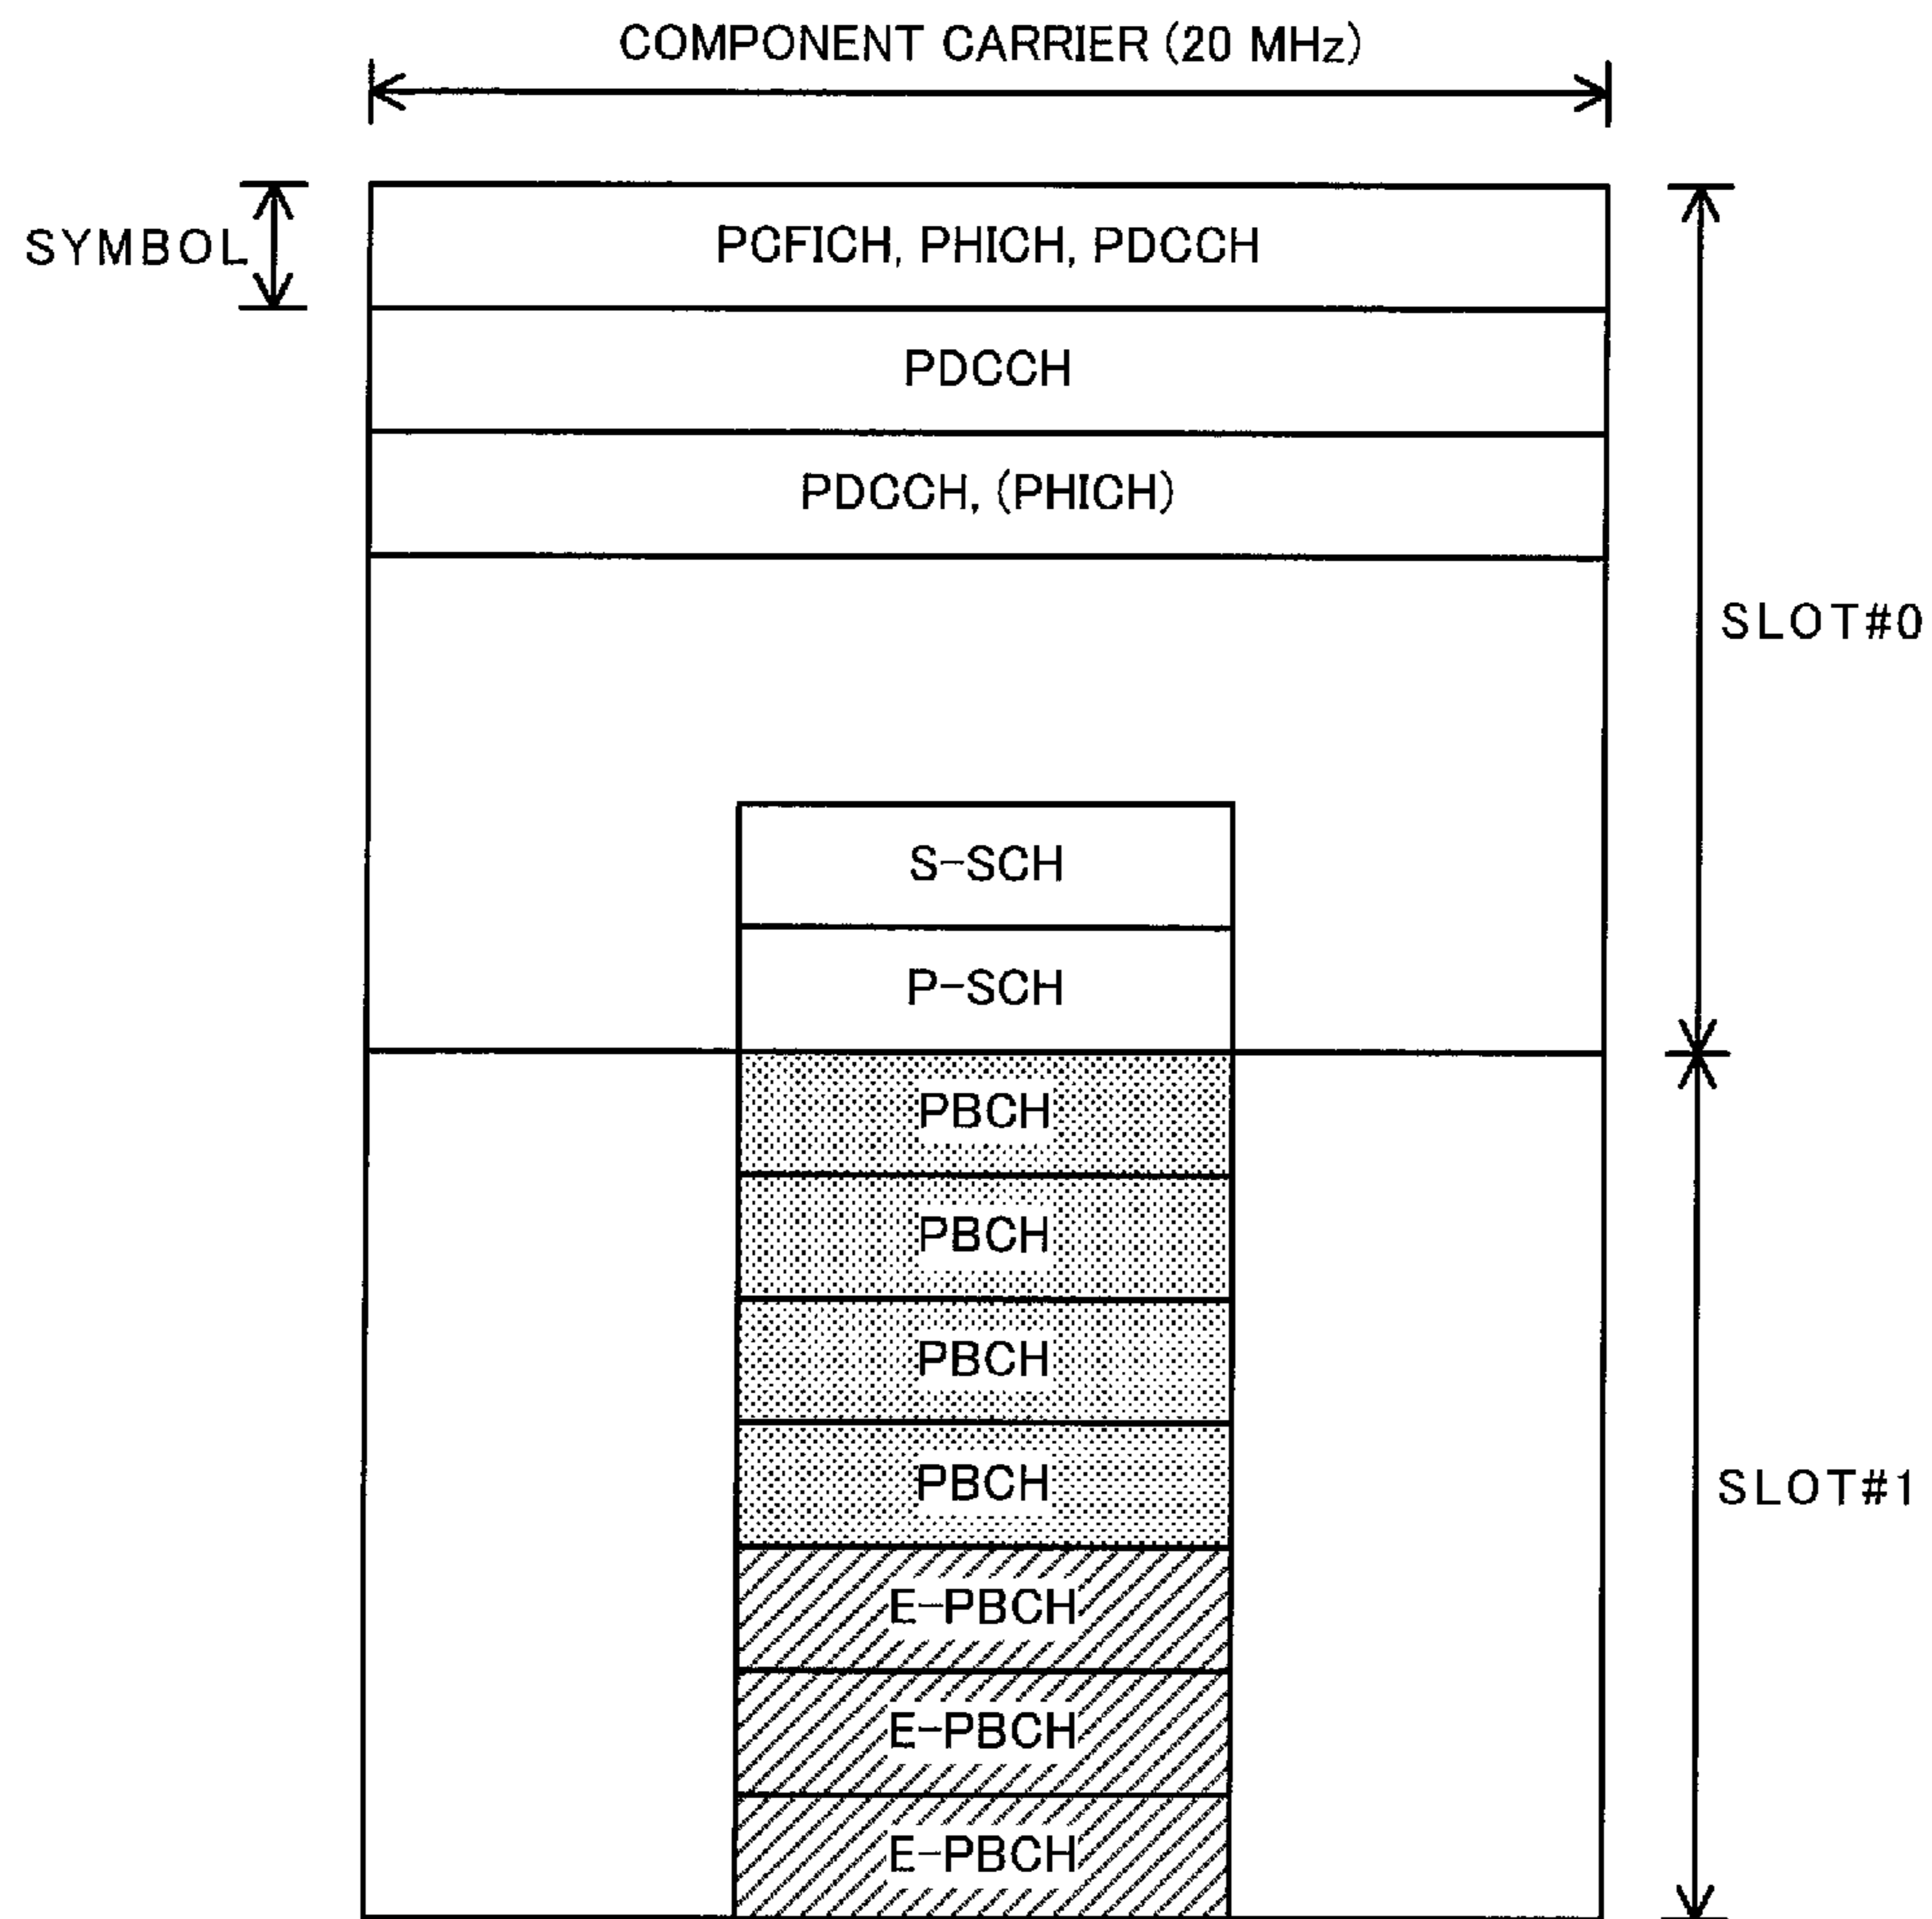 COMPONENT CARRIER (20 MHz)
SYMBOL
PCFICH, PHICH, PDCCH
PDCCH
PDCCH, (PHICH)
SLOT#0
S-SCH
P-SCH
PBCH
PBCH
PBCH
PBCH
SLOT#1
E-PBCH
E-PBCH
E-PBCH